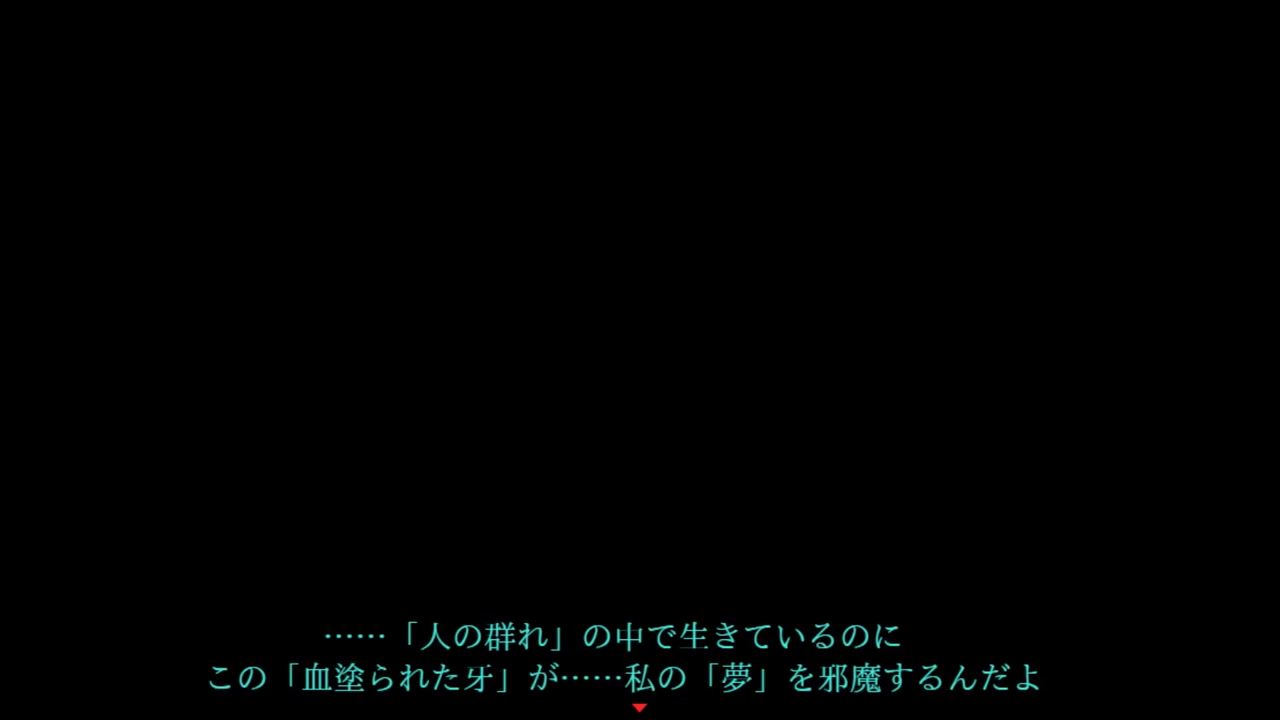 ……「人の群れ」の中で生きているのに
この「血塗られた牙」が……私の「夢」を邪魔するんだよ